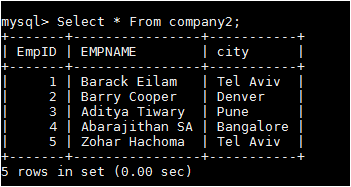 mysql> Select * From company2;
+-------+----------------+-----------+
| EmpID | EMPNAME        | city      |
+-------+----------------+-----------+
|     1 | Barack Eilam   | Tel Aviv  |
|     2 | Barry Cooper   | Denver    |
|     3 | Aditya Tiwary  | Pune      |
|     4 | Abarajithan SA | Bangalore |
|     5 | Zohar Hachoma  | Tel Aviv  |
+-------+----------------+-----------+
5 rows in set (0.00 sec)